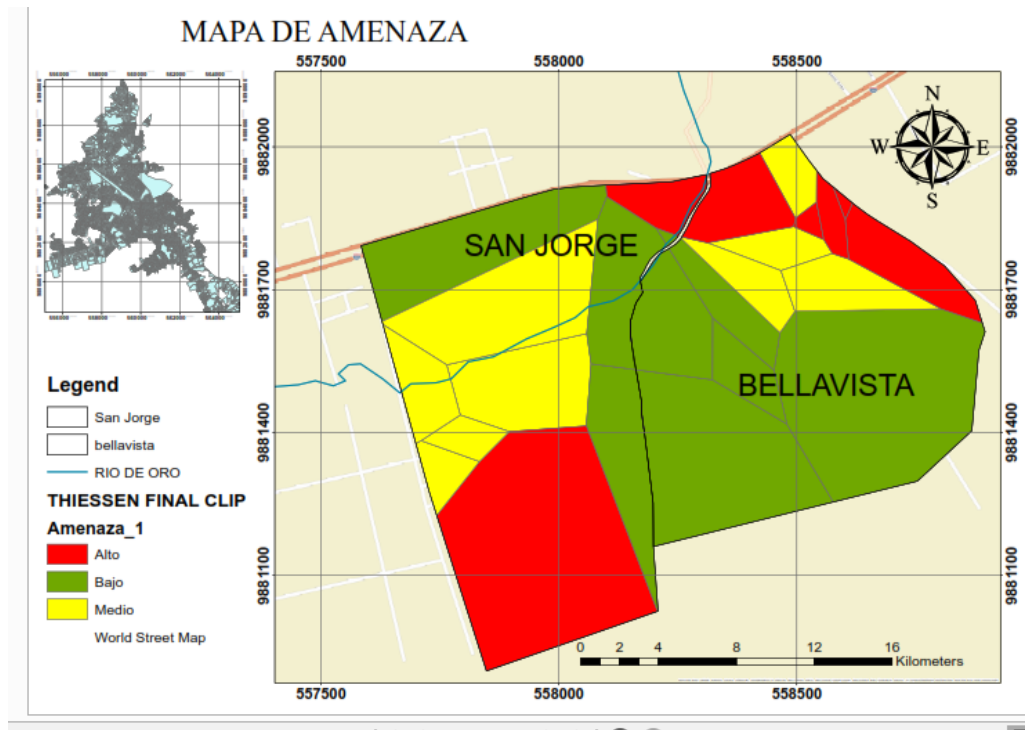 MAPA DE AMENAZA
557500 558000 558500
N
W E
S
9882000 9882000
SAN JORGE
9881700 9881700
BELLAVISTA
9881400 9881400
9881100 9881100
Legend
San Jorge
bellavista
RIO DE ORO
THIESSEN FINAL CLIP
Amenaza_1
Alto
Bajo
Medio
World Street Map
0 2 4 8 12 16
Kilometers
557500 558000 558500